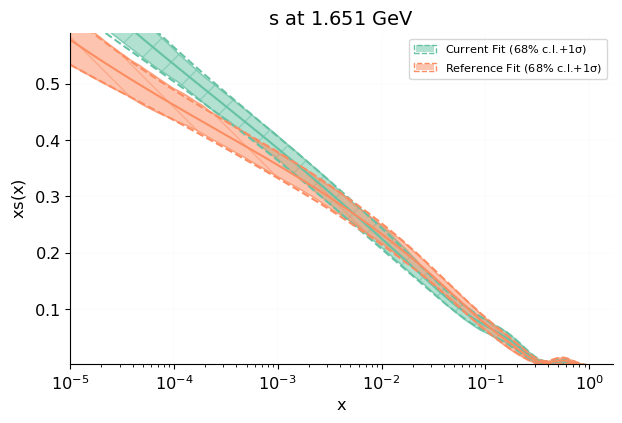 s at 1.651 GeV
Current Fit (68% c.l.+1σ)
Reference Fit (68% c.l.+1σ)
xs(x)
0.5
0.4
0.3
0.2
0.1
10⁻⁵
10⁻⁴
10⁻³
10⁻²
10⁻¹
10⁰
x